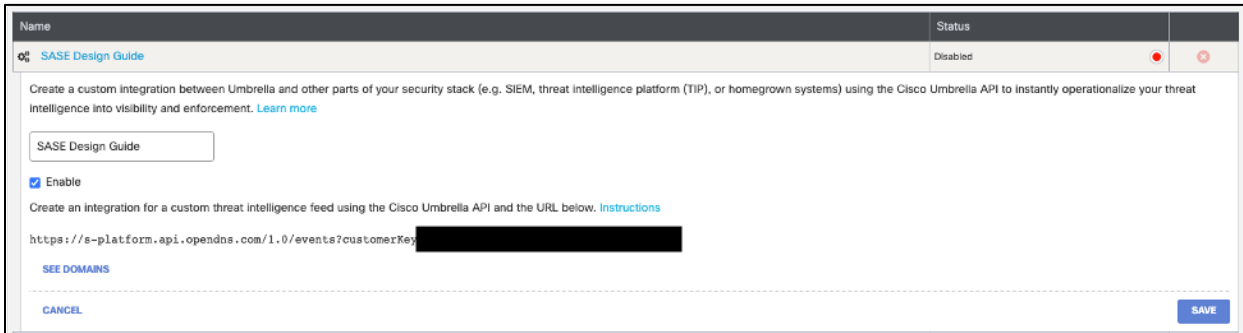 Name Status
SASE Design Guide Disabled
Create a custom integration between Umbrella and other parts of your security stack (e.g. SIEM, threat intelligence platform (TIP), or homegrown systems) using the Cisco Umbrella API to instantly operationalize your threat
intelligence into visibility and enforcement. Learn more
SASE Design Guide
Enable
Create an integration for a custom threat intelligence feed using the Cisco Umbrella API and the URL below. Instructions
https://s-platform.api.opendns.com/1.0/events?customerKey
SEE DOMAINS
CANCEL SAVE